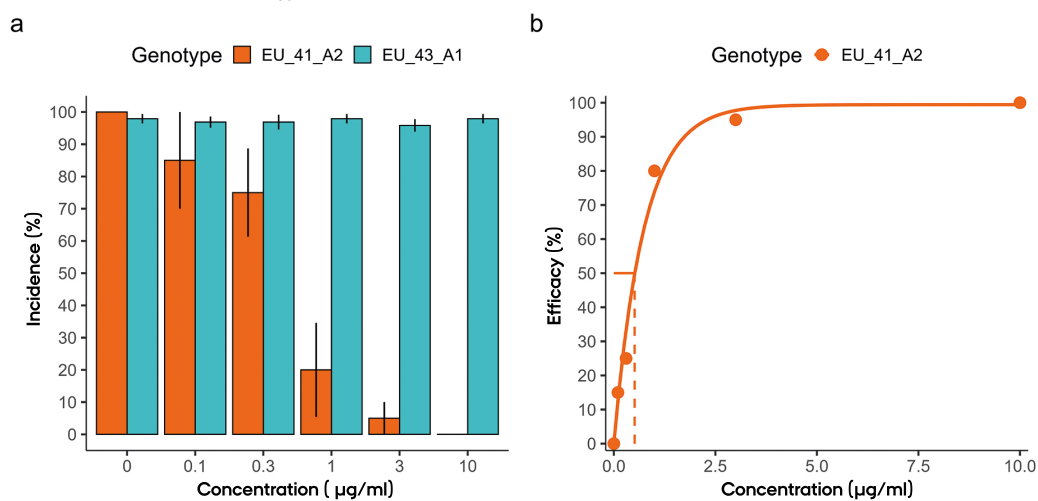 a
b
Genotype EU_41_A2 EU_43_A1
Genotype EU_41_A2
Incidence (%)
100
90
80
70
60
50
40
30
20
10
0
0 0.1 0.3 1 3 10
Concentration ( µg/ml)
Efficacy (%)
100
90
80
70
60
50
40
30
20
10
0
0.0 2.5 5.0 7.5 10.0
Concentration (µg/ml)